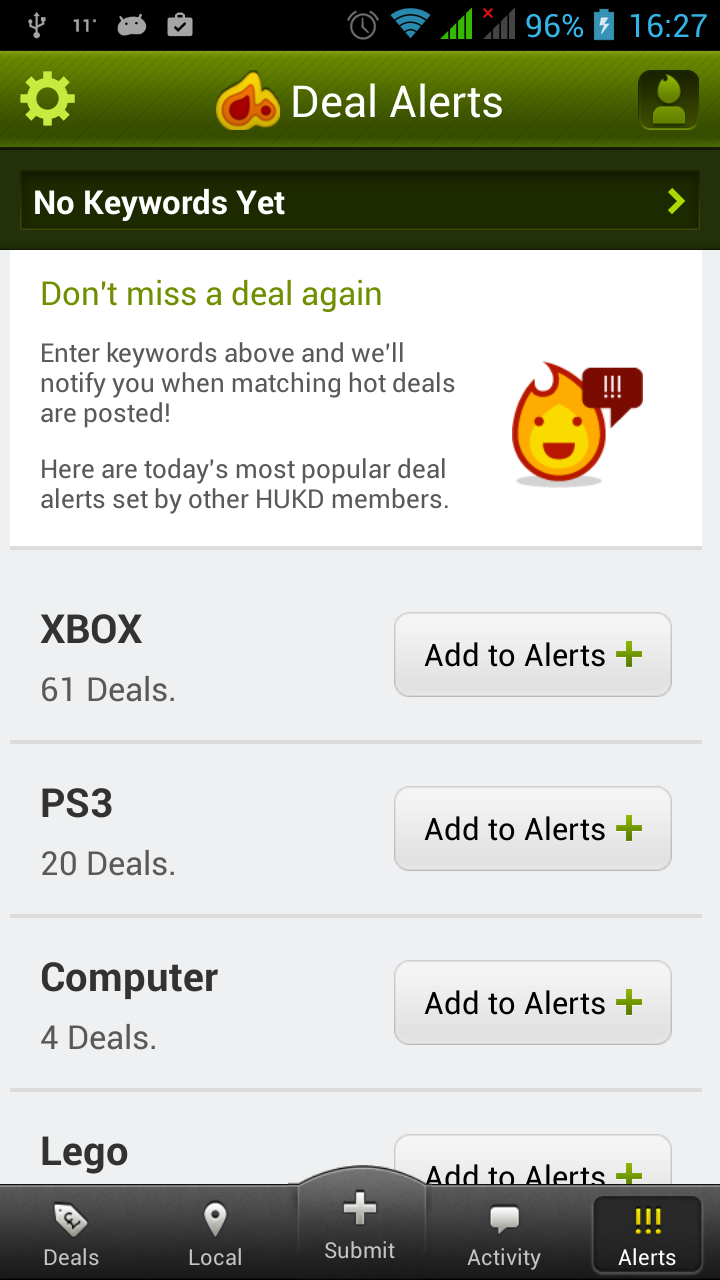 11° 96% 16:27
Deal Alerts
No Keywords Yet
Don't miss a deal again
Enter keywords above and we'll
notify you when matching hot deals
are posted!
Here are today's most popular deal
alerts set by other HUKD members.
!!!
XBOX
61 Deals.
Add to Alerts +
PS3
20 Deals.
Add to Alerts +
Computer
4 Deals.
Add to Alerts +
Lego
Add to Alerts +
Deals
Local
Submit
Activity
!!!
Alerts